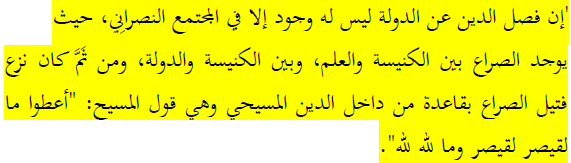 'إن فصل الدين عن الدولة ليس له وجود إلا في المجتمع النصرانِي، حيث
يوجد الصراع بين الكنيسة والعلم، وبين الكنيسة والدولة، ومن ثَمَّ كان نزع
فتيل الصراع بقاعدة من داخل الدين المسيحي وهي قول المسيح: "أعطوا ما
لقيصر لقيصر وما لله لله".